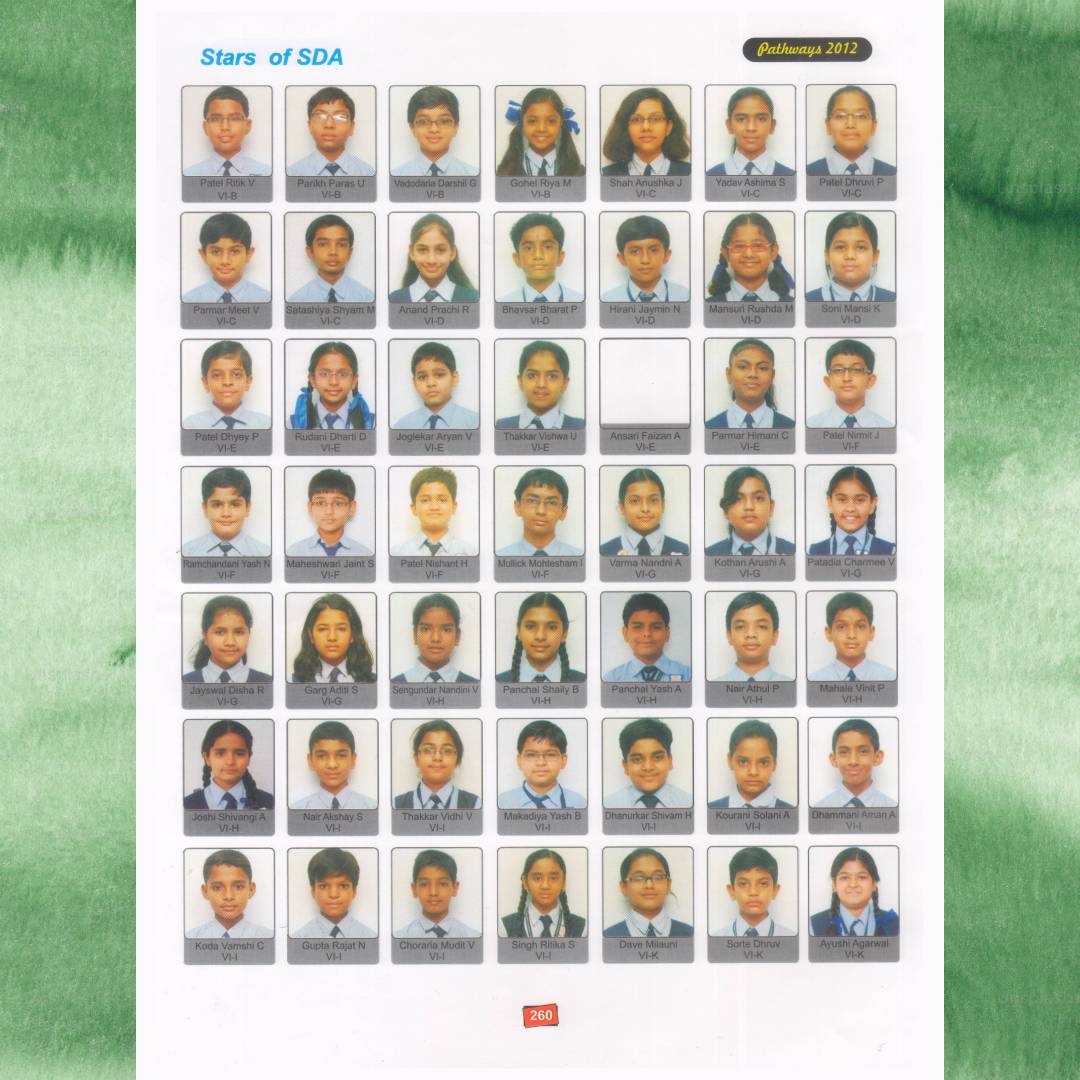 Stars of SDA
Pathways 2012
Patel Ritik V
VI-B
Parikh Paras U
VI-B
Vadodaria Darshil G
VI-B
Gohel Riya M
VI-B
Shah Anushka J
VI-C
Yadav Ashima S
VI-C
Patel Dhruvi P
VI-C
Parmar Meet V
VI-C
Satashiya Shyam M
VI-C
Anand Prachi R
VI-D
Bhavsar Bharat P
VI-D
Hirani Jaymin N
VI-D
Mansuri Rushda M
VI-D
Soni Mansi K
VI-D
Patel Dhyey P
VI-E
Rudani Dharti D
VI-E
Joglekar Aryan V
VI-E
Thakkar Vishwa U
VI-E
Ansari Faizan A
VI-E
Parmar Himani C
VI-E
Patel Nirmit J
VI-F
Ramchandani Yash N
VI-F
Maheshwari Jaint S
VI-F
Patel Nishant H
VI-F
Mullick Mohtesham I
VI-F
Varma Nandni A
VI-G
Kothari Arushi A
VI-G
Patadia Charmee V
VI-G
Jayswal Disha R
VI-G
Garg Aditi S
VI-G
Sengundar Nandini V
VI-H
Panchal Shaily B
VI-H
Panchal Yash A
VI-H
Nair Athul P
VI-H
Mahale Vinit P
VI-H
Joshi Shivangi A
VI-H
Nair Akshay S
VI-I
Thakkar Vidhi V
VI-I
Makadiya Yash B
VI-I
Dhanurkar Shivam H
VI-I
Kourani Solani A
VI-I
Dhammani Aman A
VI-I
Koda Vamshi C
VI-I
Gupta Rajat N
VI-I
Choraria Mudit V
VI-I
Singh Ritika S
VI-I
Dave Milauni
VI-K
Sorte Dhruv
VI-K
Ayushi Agarwal
VI-K
260